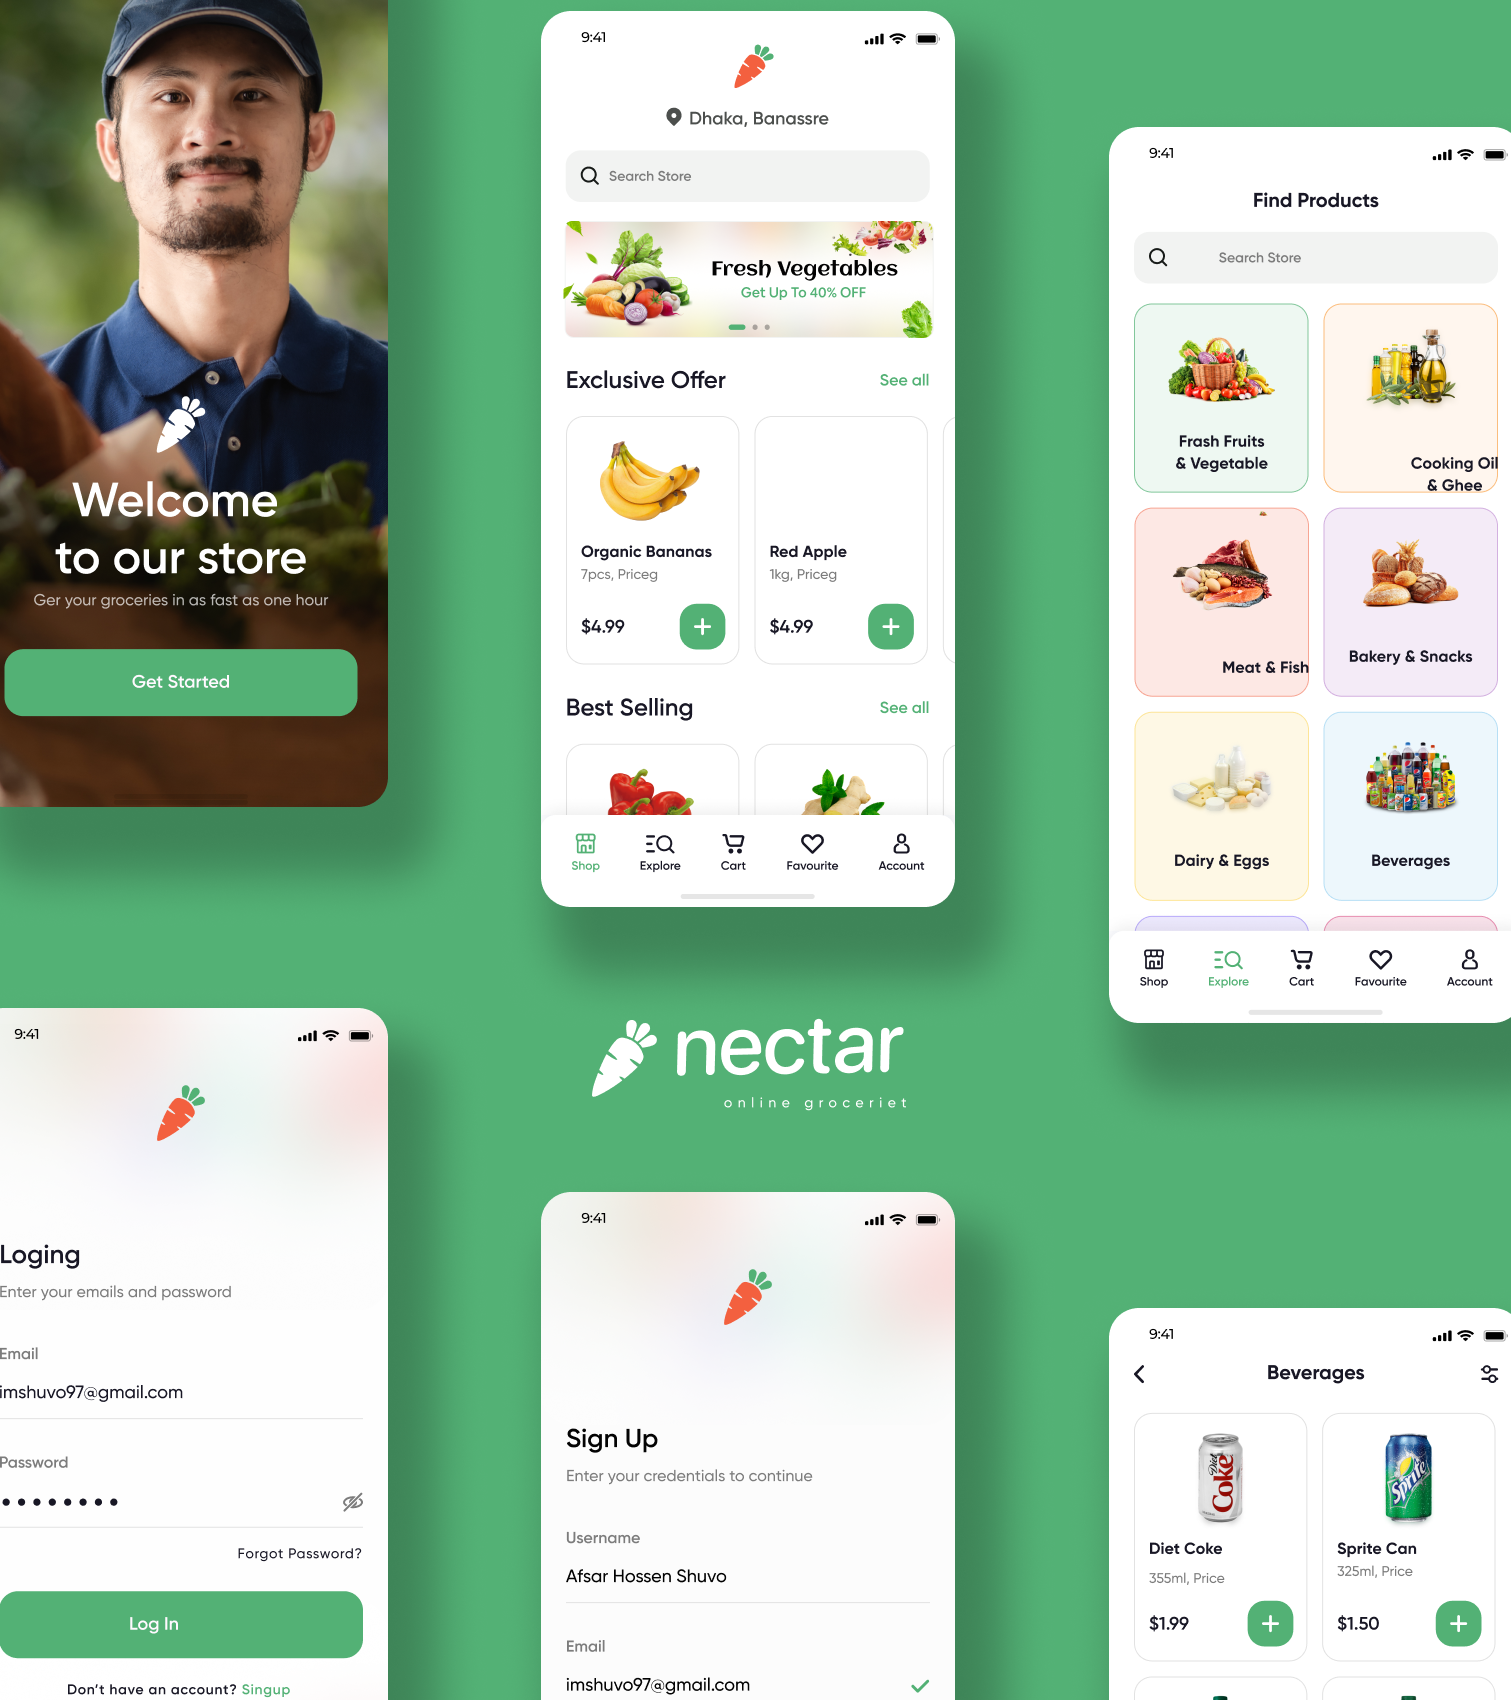 Welcome
to our store
Ger your groceries in as fast as one hour
Get Started
9:41
Dhaka, Banassre
Search Store
Fresh Vegetables
Get Up To 40% OFF
Exclusive Offer
See all
Organic Bananas
7pcs, Priceg
$4.99
Red Apple
1kg, Priceg
$4.99
Best Selling
See all
Shop
Explore
Cart
Favourite
Account
9:41
Find Products
Search Store
Frash Fruits
& Vegetable
Cooking Oil
& Ghee
Meat & Fish
Bakery & Snacks
Dairy & Eggs
Beverages
Shop
Explore
Cart
Favourite
Account
nectar
online groceriet
9:41
Loging
Enter your emails and password
Email
imshuvo97@gmail.com
Password
Forgot Password?
Log In
Don't have an account? Singup
9:41
Sign Up
Enter your credentials to continue
Username
Afsar Hossen Shuvo
Email
imshuvo97@gmail.com
9:41
Beverages
Diet
Coke
Sprite
Diet Coke
355ml, Price
$1.99
Sprite Can
325ml, Price
$1.50